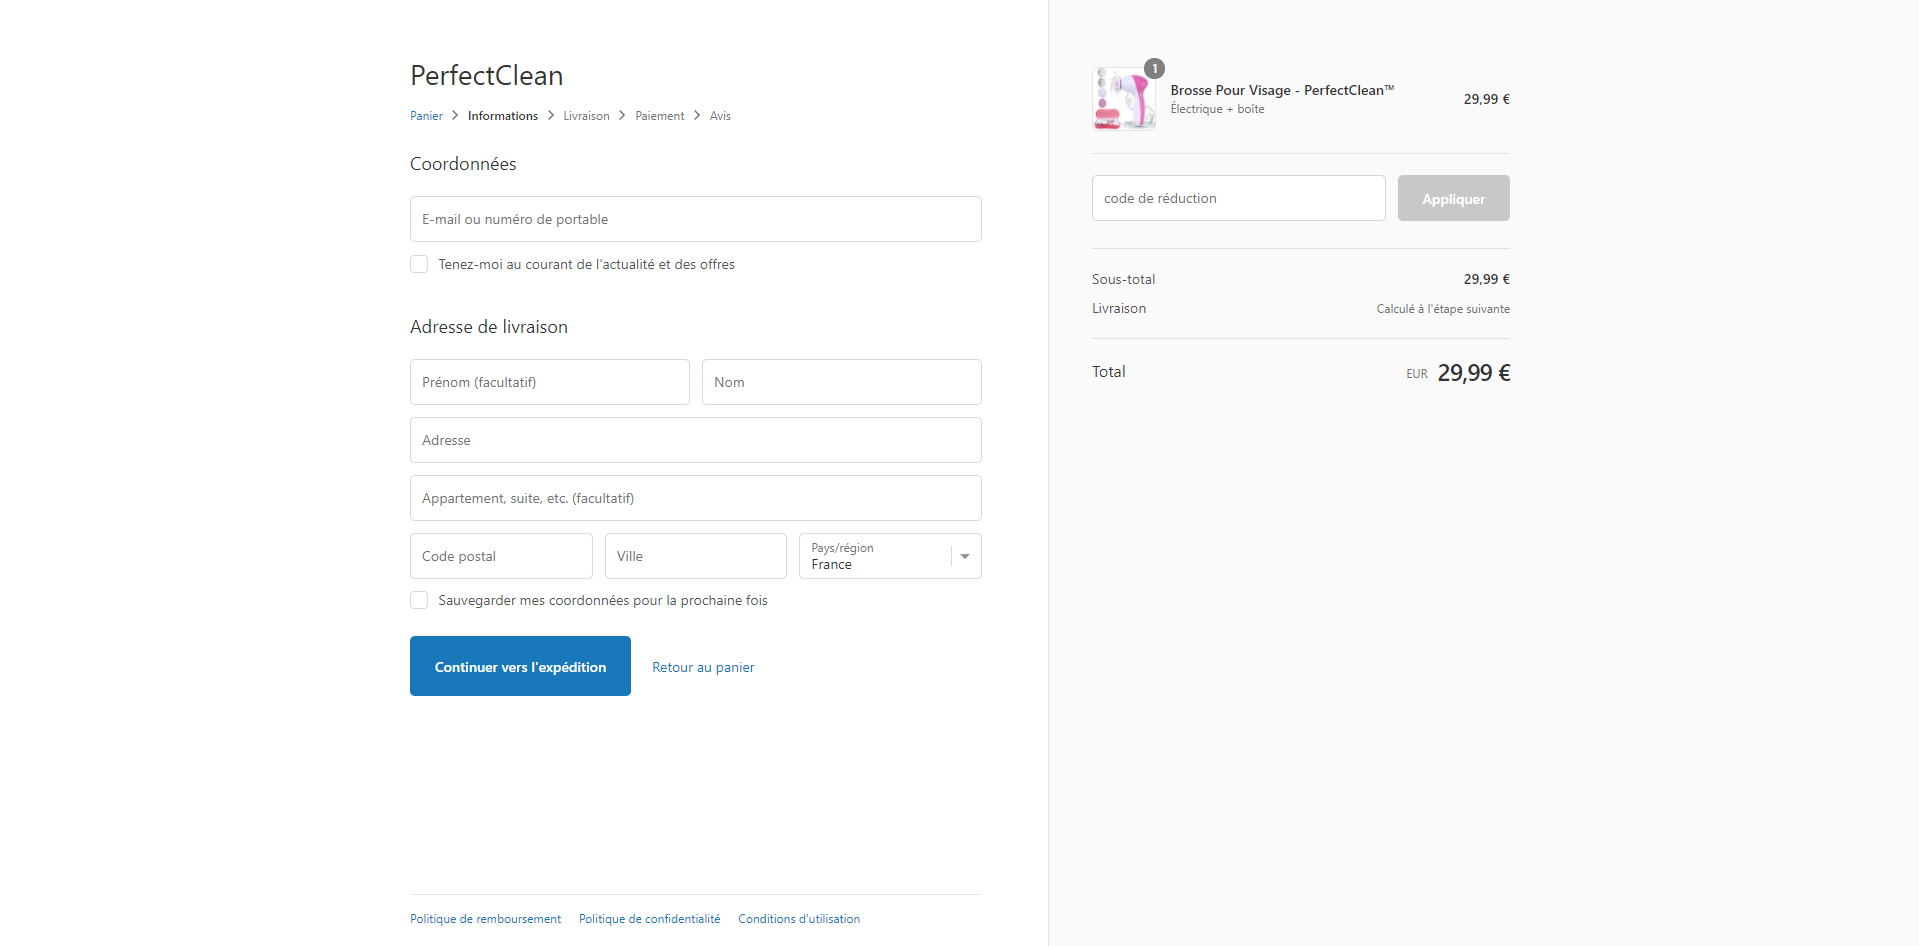 PerfectClean
Panier > Informations > Livraison > Paiement > Avis
Coordonnées
E-mail ou numéro de portable
Tenez-moi au courant de l'actualité et des offres
Adresse de livraison
Prénom (facultatif)
Nom
Adresse
Appartement, suite, etc. (facultatif)
Code postal
Ville
Pays/région
France
Sauvegarder mes coordonnées pour la prochaine fois
Continuer vers l'expédition
Retour au panier
Politique de remboursement
Politique de confidentialité
Conditions d'utilisation
1
Brosse Pour Visage - PerfectClean™
Électrique + boîte
29,99 €
code de réduction
Appliquer
Sous-total
29,99 €
Livraison
Calculé à l'étape suivante
Total
EUR 29,99 €